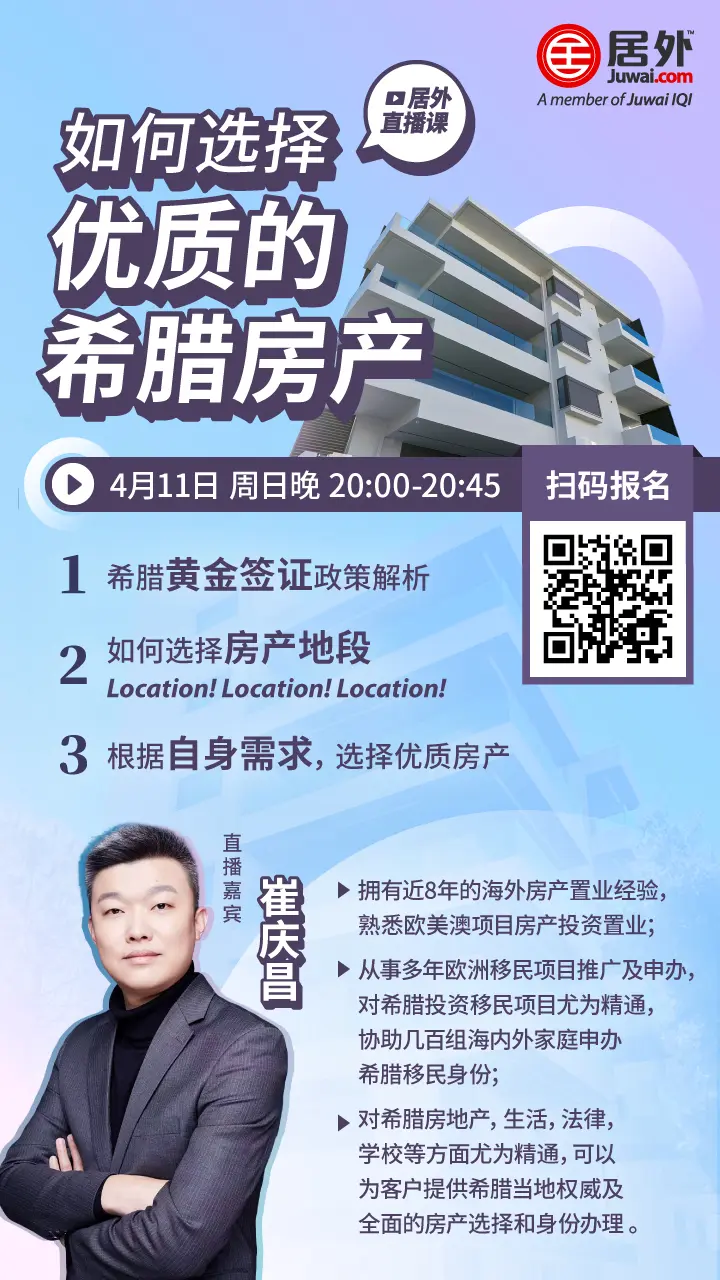 居外™
Juwai.com
A member of Juwai IQI
居外
直播课
如何选择
优质的
希腊房产
4月11日 周日晚 20:00-20:45
扫码报名
1 希腊黄金签证政策解析
2 如何选择房产地段
Location! Location! Location!
3 根据自身需求，选择优质房产
直播嘉宾
崔庆昌
拥有近8年的海外房产置业经验，
熟悉欧美澳项目房产投资置业；
从事多年欧洲移民项目推广及申办，
对希腊投资移民项目尤为精通，
协助几百组海内外家庭申办
希腊移民身份；
对希腊房地产，生活，法律，
学校等方面尤为精通，可以
为客户提供希腊当地权威及
全面的房产选择和身份办理。